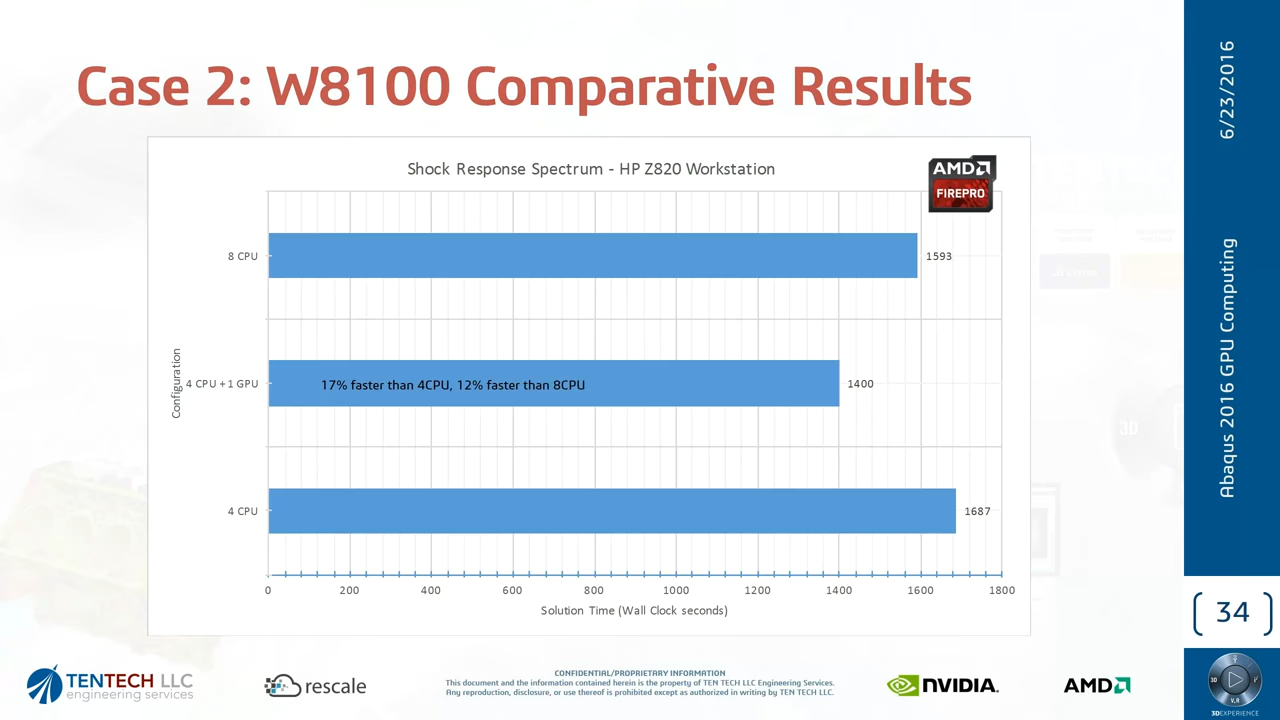 Case 2: W8100 Comparative Results
Shock Response Spectrum - HP Z820 Workstation
AMD
FIREPRO
Configuration
8 CPU
1593
4 CPU + 1 GPU
17% faster than 4CPU, 12% faster than 8CPU
1400
4 CPU
1687
0 200 400 600 800 1000 1200 1400 1600 1800
Solution Time (Wall Clock seconds)
6/23/2016
Abaqus 2016 GPU Computing
34
TENTECH LLC
engineering services
rescale
CONFIDENTIAL/PROPRIETARY INFORMATION
This document and the information contained herein is the property of TEN TECH LLC Engineering Services.
Any reproduction, disclosure, or use thereof is prohibited except as authorized in writing by TEN TECH LLC.
NVIDIA.
AMD
3D
V,R
3DEXPERIENCE